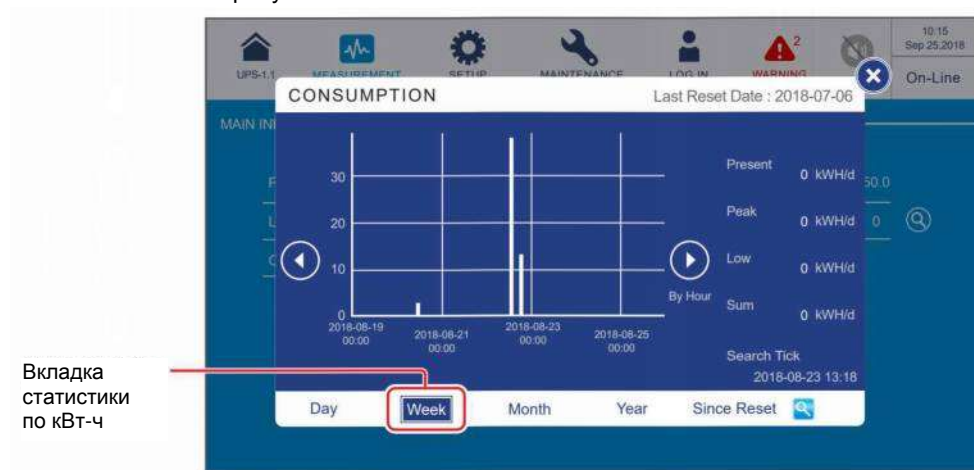 10:15
Sep 25,2018
UPS-1.1
MEASUREMENT
SETUP
MAINTENANCE
LOG IN
WARNING
2
On-Line
CONSUMPTION
Last Reset Date : 2018-07-06
MAIN IN
30
20
10
0
2018-08-19
00:00
2018-08-21
00:00
2018-08-23
00:00
2018-08-25
00:00
By Hour
Present
0 kWH/d
Peak
0 kWH/d
Low
0 kWH/d
Sum
0 kWH/d
Search Tick
2018-08-23 13:18
50.0
0
Day
Week
Month
Year
Since Reset
Вкладка
статистики
по кВт-ч